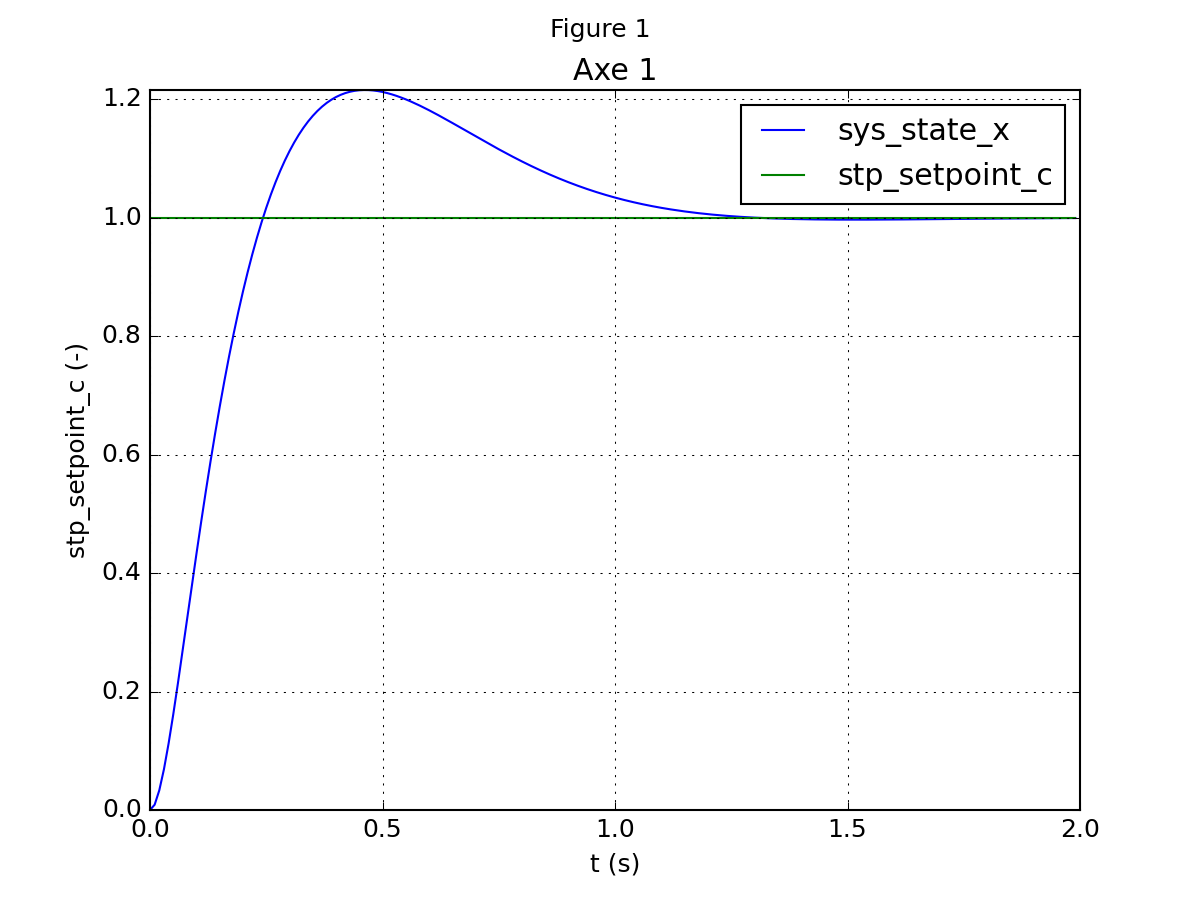 Figure 1
Axe 1
1.2
1.0
0.8
0.6
0.4
0.2
0.0
stp_setpoint_c (-)
sys_state_x
stp_setpoint_c
0.0 0.5 1.0 1.5 2.0
t (s)